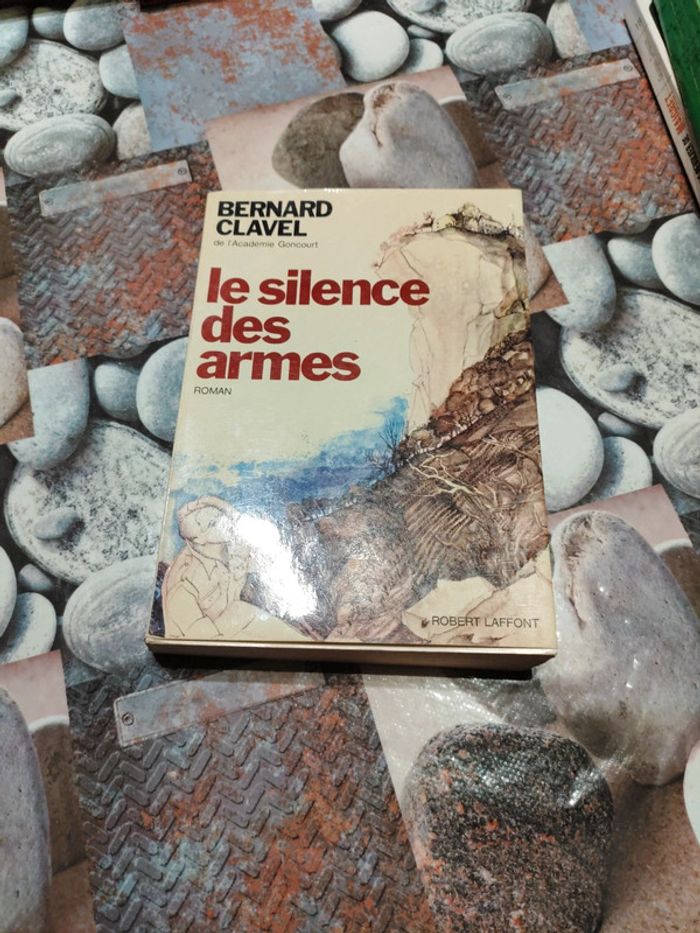 BERNARD
CLAVEL
de l'Académie Goncourt
le silence
des
armes
ROMAN
ROBERT LAFFONT